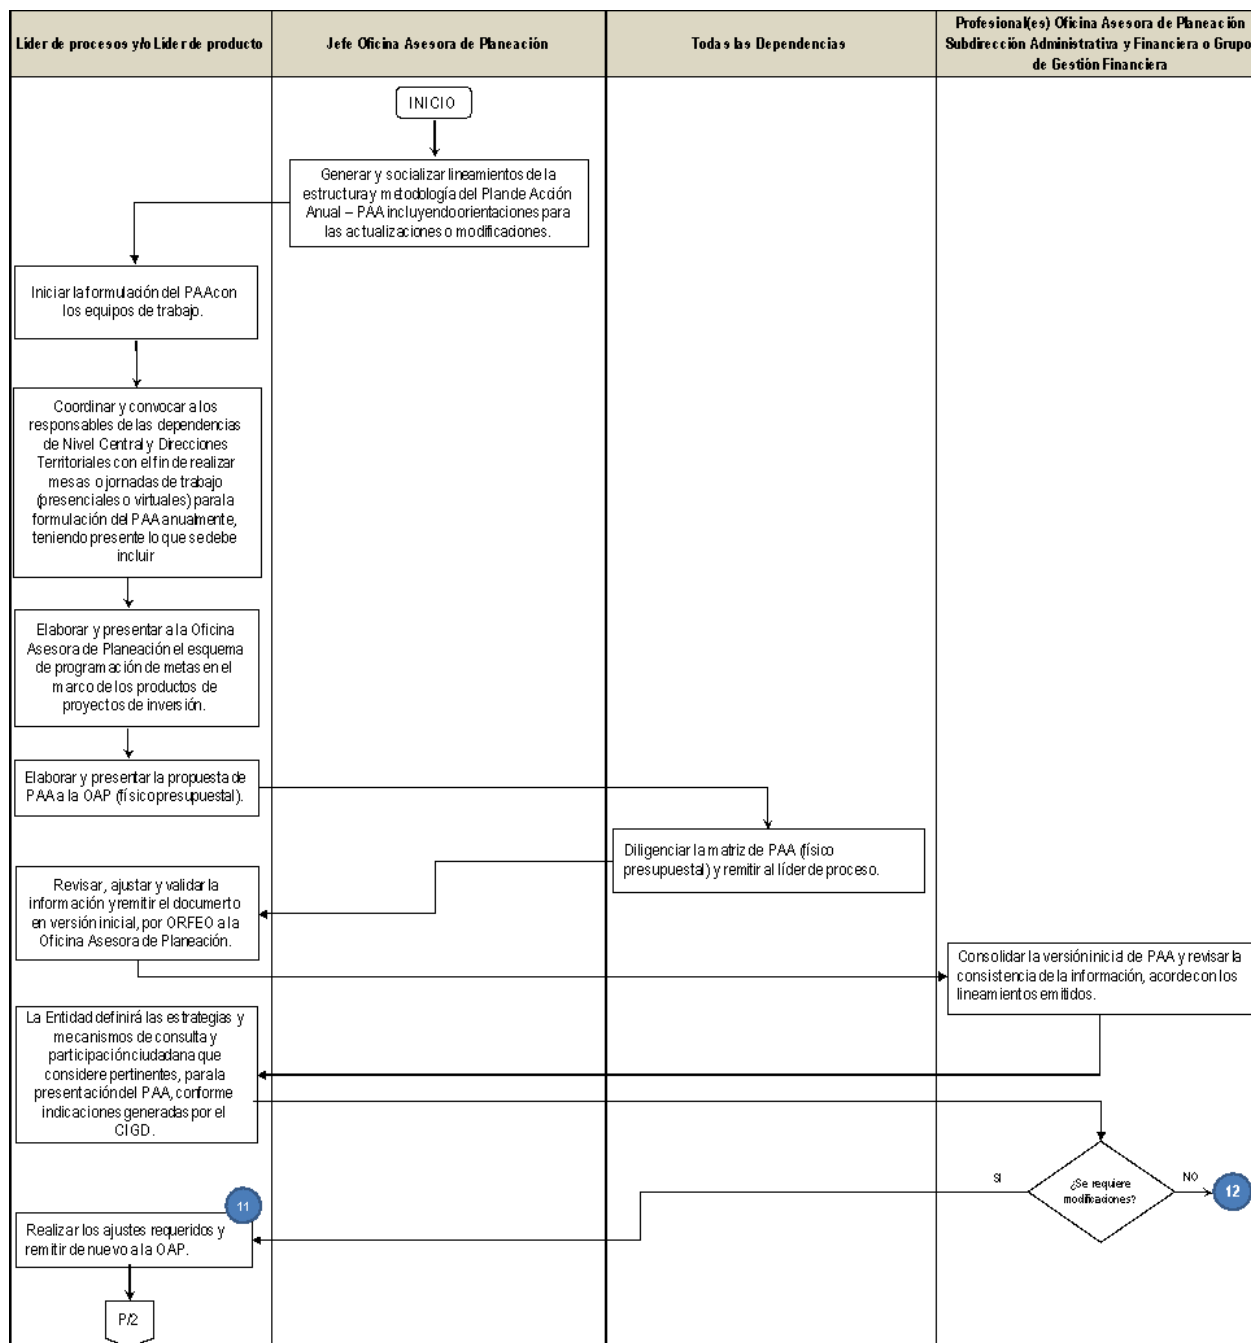 Líder de procesos y/o Líder de producto
Jefe Oficina Asesora de Planeación
Todas las Dependencias
Profesional(es) Oficina Asesora de Planeación
Subdirección Administrativa y Financiera o Grupo
de Gestión Financiera
INICIO
Generar y socializar lineamientos de la
estructura y metodología del Plan de Acción
Anual – PAA incluyendo orientaciones para
las actualizaciones o modificaciones.
Iniciar la formulación del PAA con
los equipos de trabajo.
Coordinar y convocar a los
responsables de las dependencias
de Nivel Central y Direcciones
Territoriales con el fin de realizar
mesas o jornadas de trabajo
(presenciales o virtuales) para la
formulación del PAA anualmente,
teniendo presente lo que se debe
incluir
Elaborar y presentar a la Oficina
Asesora de Planeación el esquema
de programación de metas en el
marco de los productos de
proyectos de inversión.
Elaborar y presentar la propuesta de
PAA a la OAP (físico presupuestal).
Diligenciar la matriz de PAA (físico
presupuestal) y remitir al líder de proceso.
Revisar, ajustar y validar la
información y remitir el documento
en versión inicial, por ORFEO a la
Oficina Asesora de Planeación.
Consolidar la versión inicial de PAA y revisar la
consistencia de la información, acorde con los
lineamientos emitidos.
La Entidad definirá las estrategias y
mecanismos de consulta y
participación ciudadana que
considere pertinentes, para la
presentación del PAA, conforme
indicaciones generadas por el
CIGD.
¿Se requiere
modificaciones?
SI
NO
12
11
Realizar los ajustes requeridos y
remitir de nuevo a la OAP.
P/2